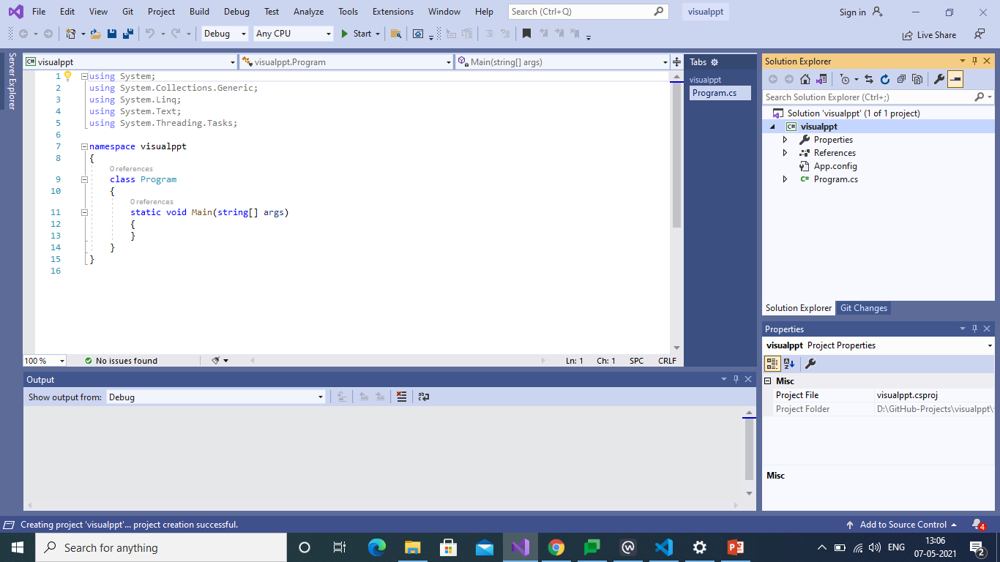 File Edit View Git Project Build Debug Test Analyze Tools Extensions Window Help Search (Ctrl+Q) visualppt Sign in
Debug Any CPU Start Live Share
Server Explorer
visualppt visualppt.Program Main(string[] args)
1 using System;
2 using System.Collections.Generic;
3 using System.Linq;
4 using System.Text;
5 using System.Threading.Tasks;
6
7 namespace visualppt
8 {
0 references
9 class Program
10 {
0 references
11 static void Main(string[] args)
12 {
13 }
14 }
15 }
16
100 % No issues found Ln: 1 Ch: 1 SPC CRLF
Tabs
visualppt
Program.cs
Solution Explorer
Search Solution Explorer (Ctrl+;)
Solution 'visualppt' (1 of 1 project)
C# visualppt
Properties
References
App.config
C# Program.cs
Solution Explorer Git Changes
Properties
visualppt Project Properties
Misc
Project File visualppt.csproj
Project Folder D:\GitHub-Projects\visualppt\
Misc
Output
Show output from: Debug
Creating project 'visualppt'... project creation successful. Add to Source Control 4
Search for anything ENG 13:06
07-05-2021 2